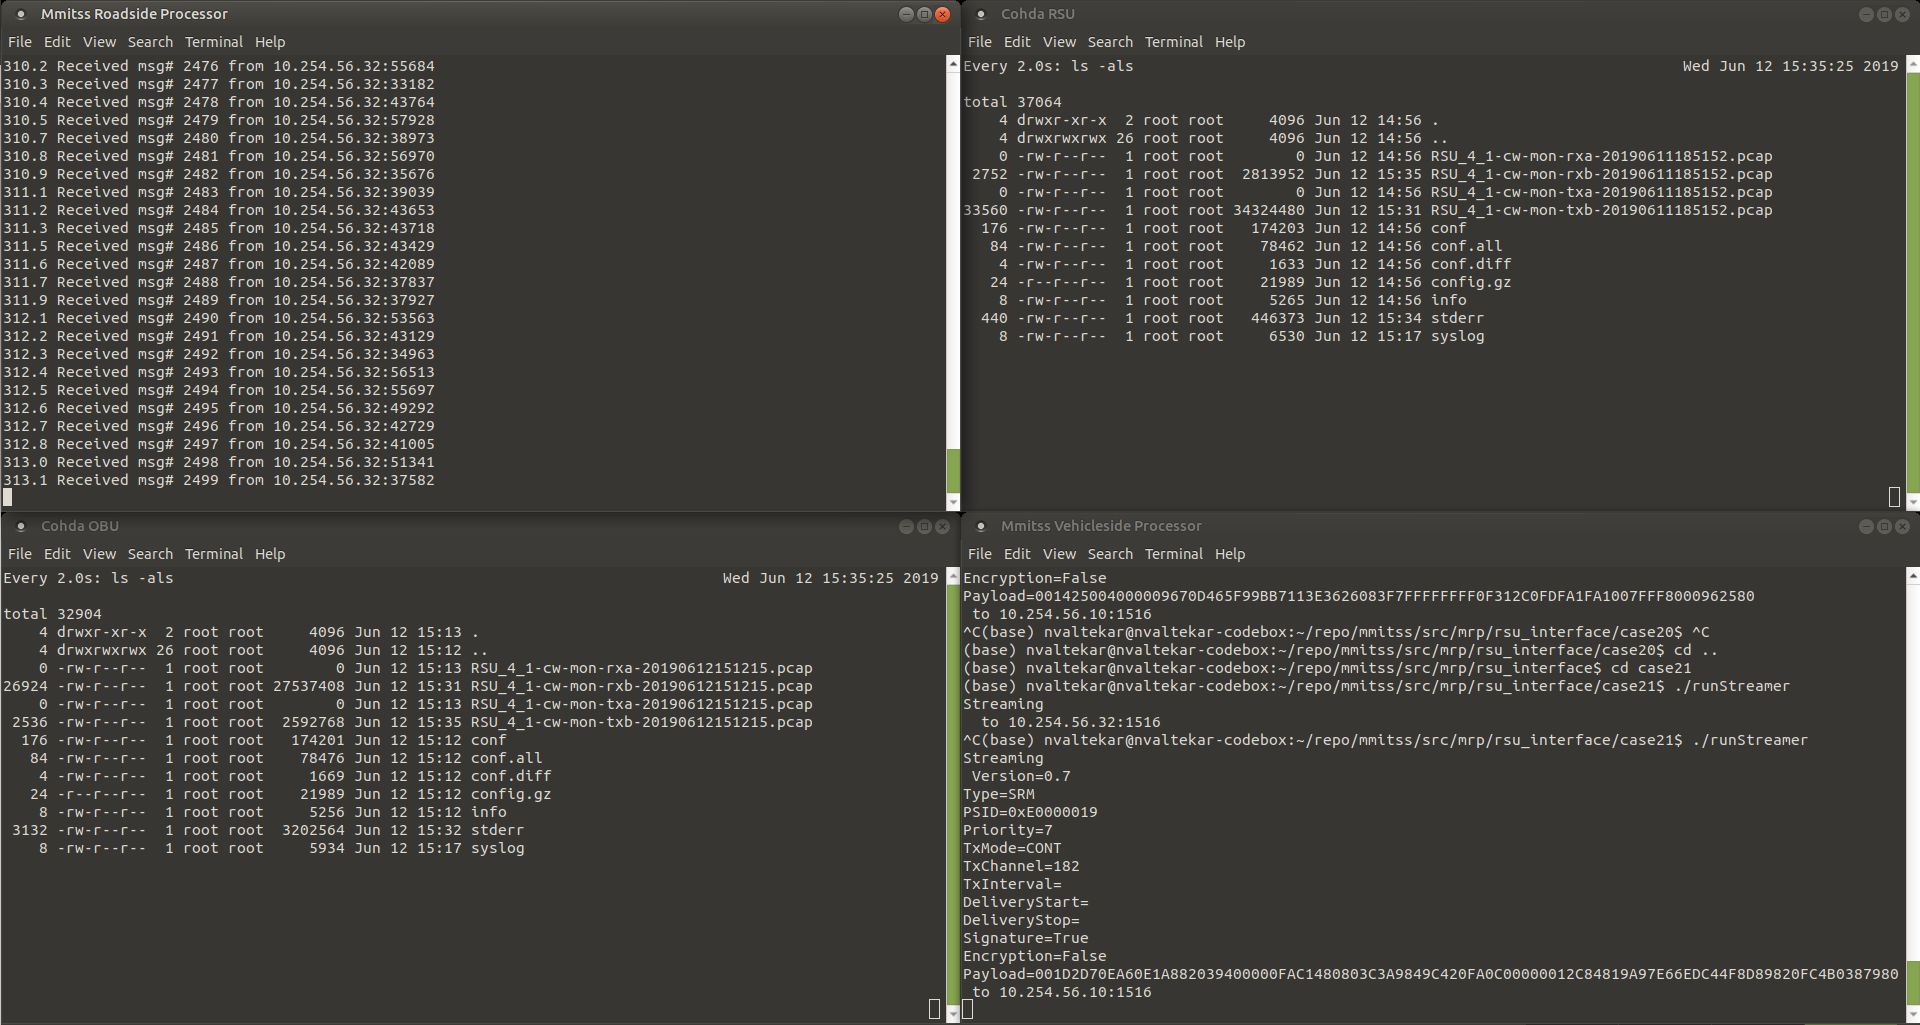 Mmitss Roadside Processor
File Edit View Search Terminal Help
310.2 Received msg# 2476 from 10.254.56.32:55684
310.3 Received msg# 2477 from 10.254.56.32:33182
310.4 Received msg# 2478 from 10.254.56.32:43764
310.5 Received msg# 2479 from 10.254.56.32:57928
310.7 Received msg# 2480 from 10.254.56.32:38973
310.8 Received msg# 2481 from 10.254.56.32:56970
310.9 Received msg# 2482 from 10.254.56.32:35676
311.1 Received msg# 2483 from 10.254.56.32:39039
311.2 Received msg# 2484 from 10.254.56.32:43653
311.3 Received msg# 2485 from 10.254.56.32:43718
311.5 Received msg# 2486 from 10.254.56.32:43429
311.6 Received msg# 2487 from 10.254.56.32:42089
311.7 Received msg# 2488 from 10.254.56.32:37837
311.9 Received msg# 2489 from 10.254.56.32:37927
312.1 Received msg# 2490 from 10.254.56.32:53563
312.2 Received msg# 2491 from 10.254.56.32:43129
312.3 Received msg# 2492 from 10.254.56.32:34963
312.4 Received msg# 2493 from 10.254.56.32:56513
312.5 Received msg# 2494 from 10.254.56.32:55697
312.6 Received msg# 2495 from 10.254.56.32:49292
312.7 Received msg# 2496 from 10.254.56.32:42729
312.8 Received msg# 2497 from 10.254.56.32:41005
313.0 Received msg# 2498 from 10.254.56.32:51341
313.1 Received msg# 2499 from 10.254.56.32:37582
Cohda RSU
File Edit View Search Terminal Help
Every 2.0s: ls -als Wed Jun 12 15:35:25 2019
total 37064
4 drwxr-xr-x 2 root root 4096 Jun 12 14:56 .
4 drwxrwxrwx 26 root root 4096 Jun 12 14:56 ..
0 -rw-r--r-- 1 root root 0 Jun 12 14:56 RSU_4_1-cw-mon-rxa-20190611185152.pcap
2752 -rw-r--r-- 1 root root 2813952 Jun 12 15:35 RSU_4_1-cw-mon-rxb-20190611185152.pcap
0 -rw-r--r-- 1 root root 0 Jun 12 14:56 RSU_4_1-cw-mon-txa-20190611185152.pcap
33560 -rw-r--r-- 1 root root 34324480 Jun 12 15:31 RSU_4_1-cw-mon-txb-20190611185152.pcap
176 -rw-r--r-- 1 root root 174203 Jun 12 14:56 conf
84 -rw-r--r-- 1 root root 78462 Jun 12 14:56 conf.all
4 -rw-r--r-- 1 root root 1633 Jun 12 14:56 conf.diff
24 -r--r--r-- 1 root root 21989 Jun 12 14:56 config.gz
8 -rw-r--r-- 1 root root 5265 Jun 12 14:56 info
440 -rw-r--r-- 1 root root 446373 Jun 12 15:34 stderr
8 -rw-r--r-- 1 root root 6530 Jun 12 15:17 syslog
Cohda OBU
File Edit View Search Terminal Help
Every 2.0s: ls -als Wed Jun 12 15:35:25 2019
total 32904
4 drwxr-xr-x 2 root root 4096 Jun 12 15:13 .
4 drwxrwxrwx 26 root root 4096 Jun 12 15:12 ..
0 -rw-r--r-- 1 root root 0 Jun 12 15:13 RSU_4_1-cw-mon-rxa-20190612151215.pcap
26924 -rw-r--r-- 1 root root 27537408 Jun 12 15:31 RSU_4_1-cw-mon-rxb-20190612151215.pcap
0 -rw-r--r-- 1 root root 0 Jun 12 15:13 RSU_4_1-cw-mon-txa-20190612151215.pcap
2536 -rw-r--r-- 1 root root 2592768 Jun 12 15:35 RSU_4_1-cw-mon-txb-20190612151215.pcap
176 -rw-r--r-- 1 root root 174201 Jun 12 15:12 conf
84 -rw-r--r-- 1 root root 78476 Jun 12 15:12 conf.all
4 -rw-r--r-- 1 root root 1669 Jun 12 15:12 conf.diff
24 -r--r--r-- 1 root root 21989 Jun 12 15:12 config.gz
8 -rw-r--r-- 1 root root 5256 Jun 12 15:12 info
3132 -rw-r--r-- 1 root root 3202564 Jun 12 15:32 stderr
8 -rw-r--r-- 1 root root 5934 Jun 12 15:17 syslog
Mmitss Vehicleside Processor
File Edit View Search Terminal Help
Encryption=False
Payload=001425004000009670D465F99BB7113E3626083F7FFFFFFFF0F312C0FDFA1FA1007FFF8000962580
to 10.254.56.10:1516
^C(base) nvaltekar@nvaltekar-codebox:~/repo/mmitss/src/mrp/rsu_interface/case20$ ^C
(base) nvaltekar@nvaltekar-codebox:~/repo/mmitss/src/mrp/rsu_interface/case20$ cd ..
(base) nvaltekar@nvaltekar-codebox:~/repo/mmitss/src/mrp/rsu_interface$ cd case21
(base) nvaltekar@nvaltekar-codebox:~/repo/mmitss/src/mrp/rsu_interface/case21$ ./runStreamer
Streaming
to 10.254.56.32:1516
^C(base) nvaltekar@nvaltekar-codebox:~/repo/mmitss/src/mrp/rsu_interface/case21$ ./runStreamer
Streaming
Version=0.7
Type=SRM
PSID=0xE0000019
Priority=7
TxMode=CONT
TxChannel=182
TxInterval=
DeliveryStart=
DeliveryStop=
Signature=True
Encryption=False
Payload=001D2D70EA60E1A882039400000FAC1480803C3A9849C420FA0C00000012C84819A97E66EDC44F8D89820FC4B0387980
to 10.254.56.10:1516